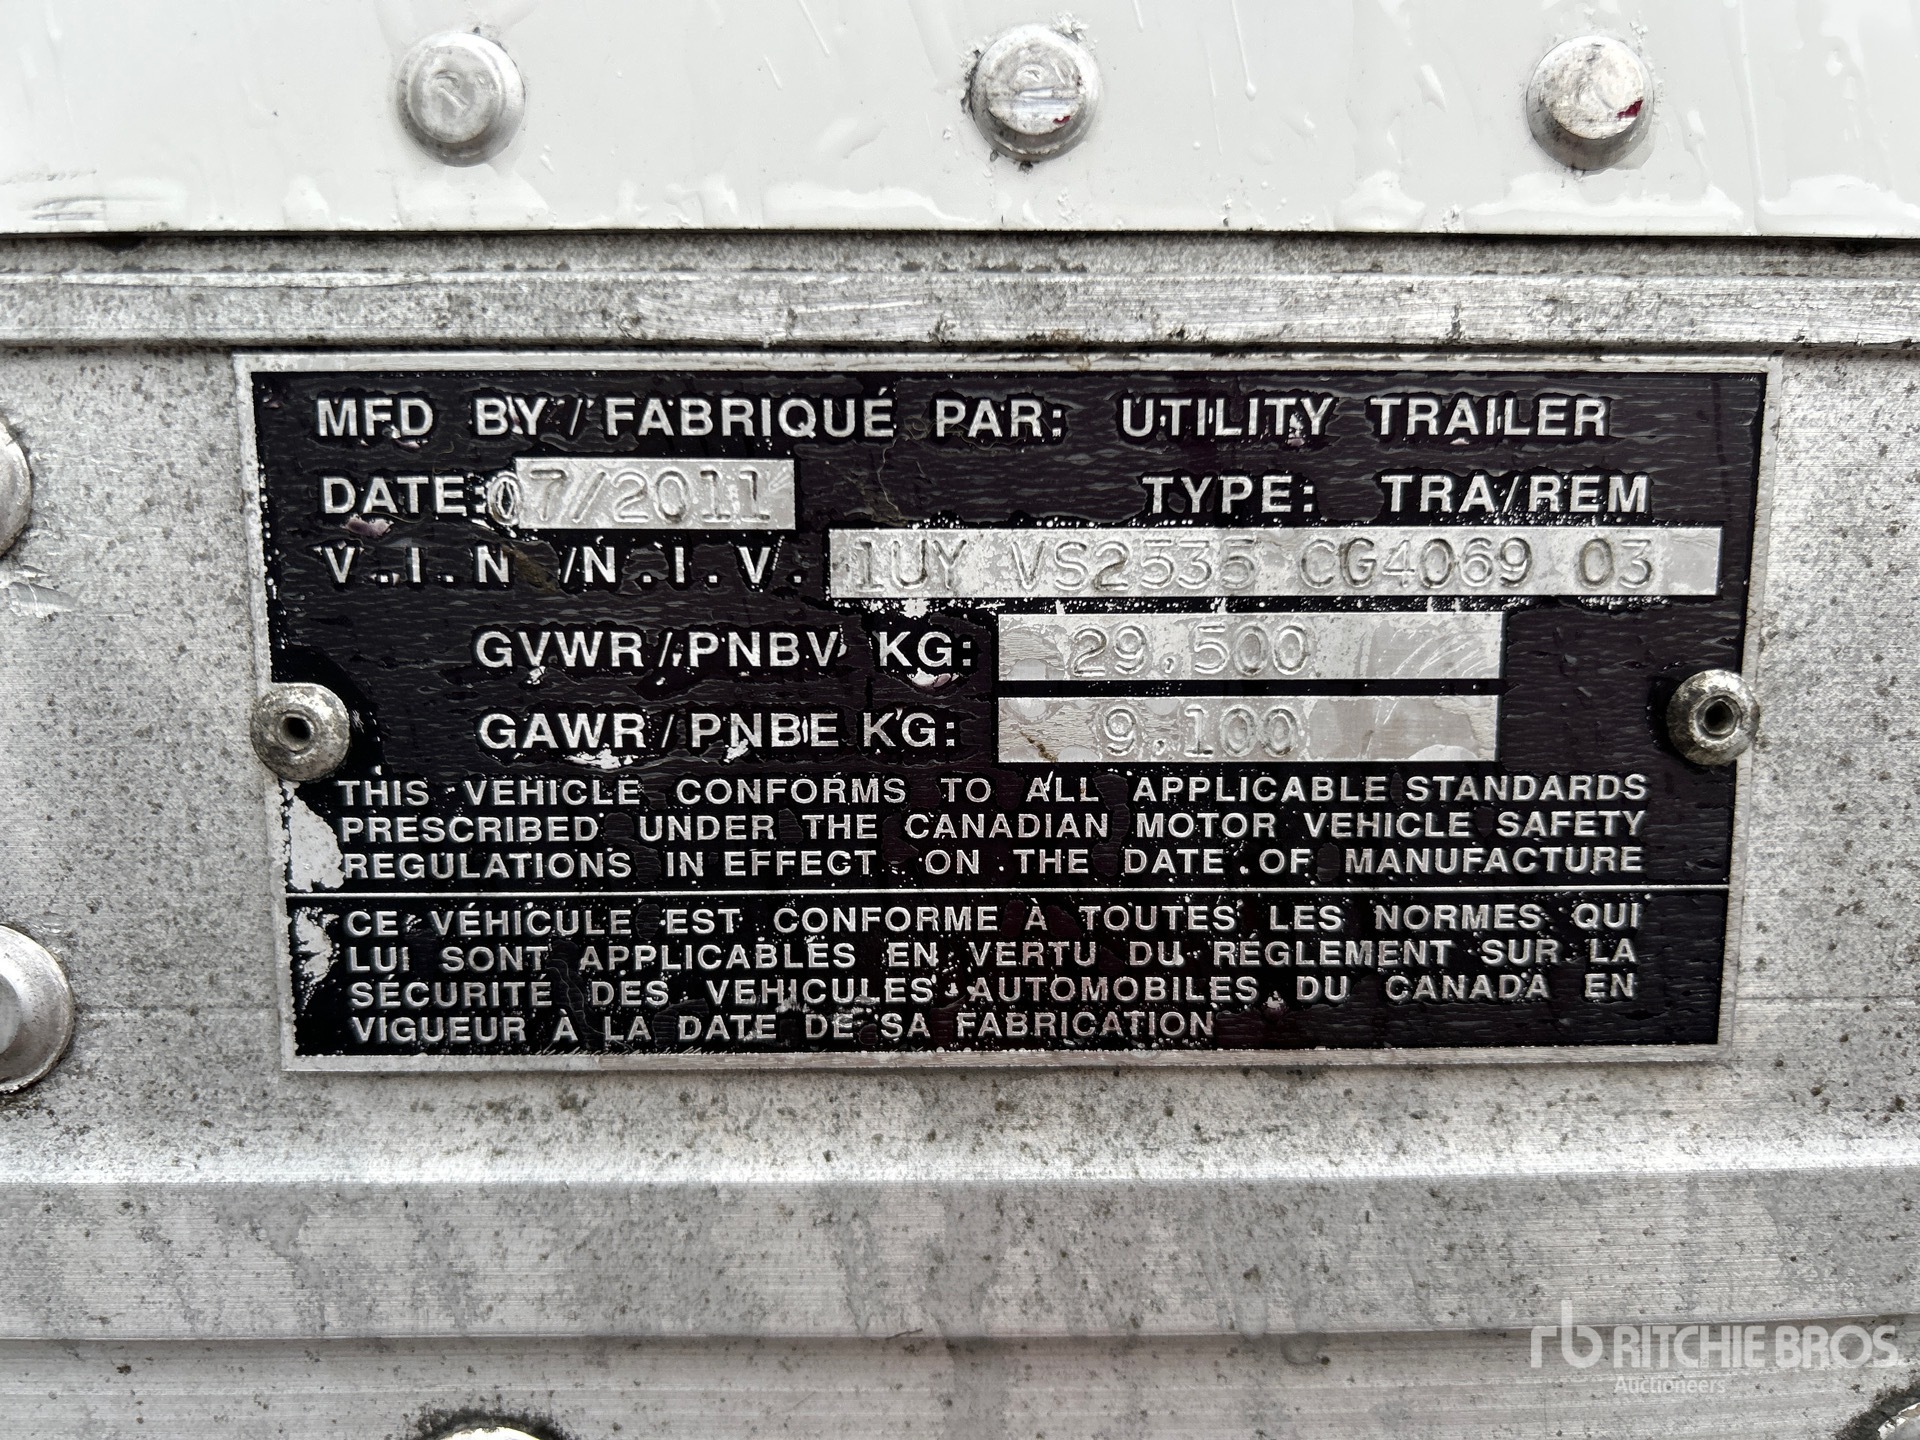 MFD BY / FABRIQUÉ PAR: UTILITY TRAILER
DATE: 07/2011 TYPE: TRA/REM
V.I.N./N.I.V. 1UY VS2535 CG4069 03
GVWR/PNBV KG: 29,500
GAWR/PNBE KG: 9,100
THIS VEHICLE CONFORMS TO ALL APPLICABLE STANDARDS
PRESCRIBED UNDER THE CANADIAN MOTOR VEHICLE SAFETY
REGULATIONS IN EFFECT ON THE DATE OF MANUFACTURE
CE VÉHICULE EST CONFORME À TOUTES LES NORMES QUI
LUI SONT APPLICABLES EN VERTU DU RÉGLEMENT SUR LA
SÉCURITÉ DES VEHICULES AUTOMOBILES DU CANADA EN
VIGUEUR À LA DATE DE SA FABRICATION
rb RITCHIE BROS
Auctioneers